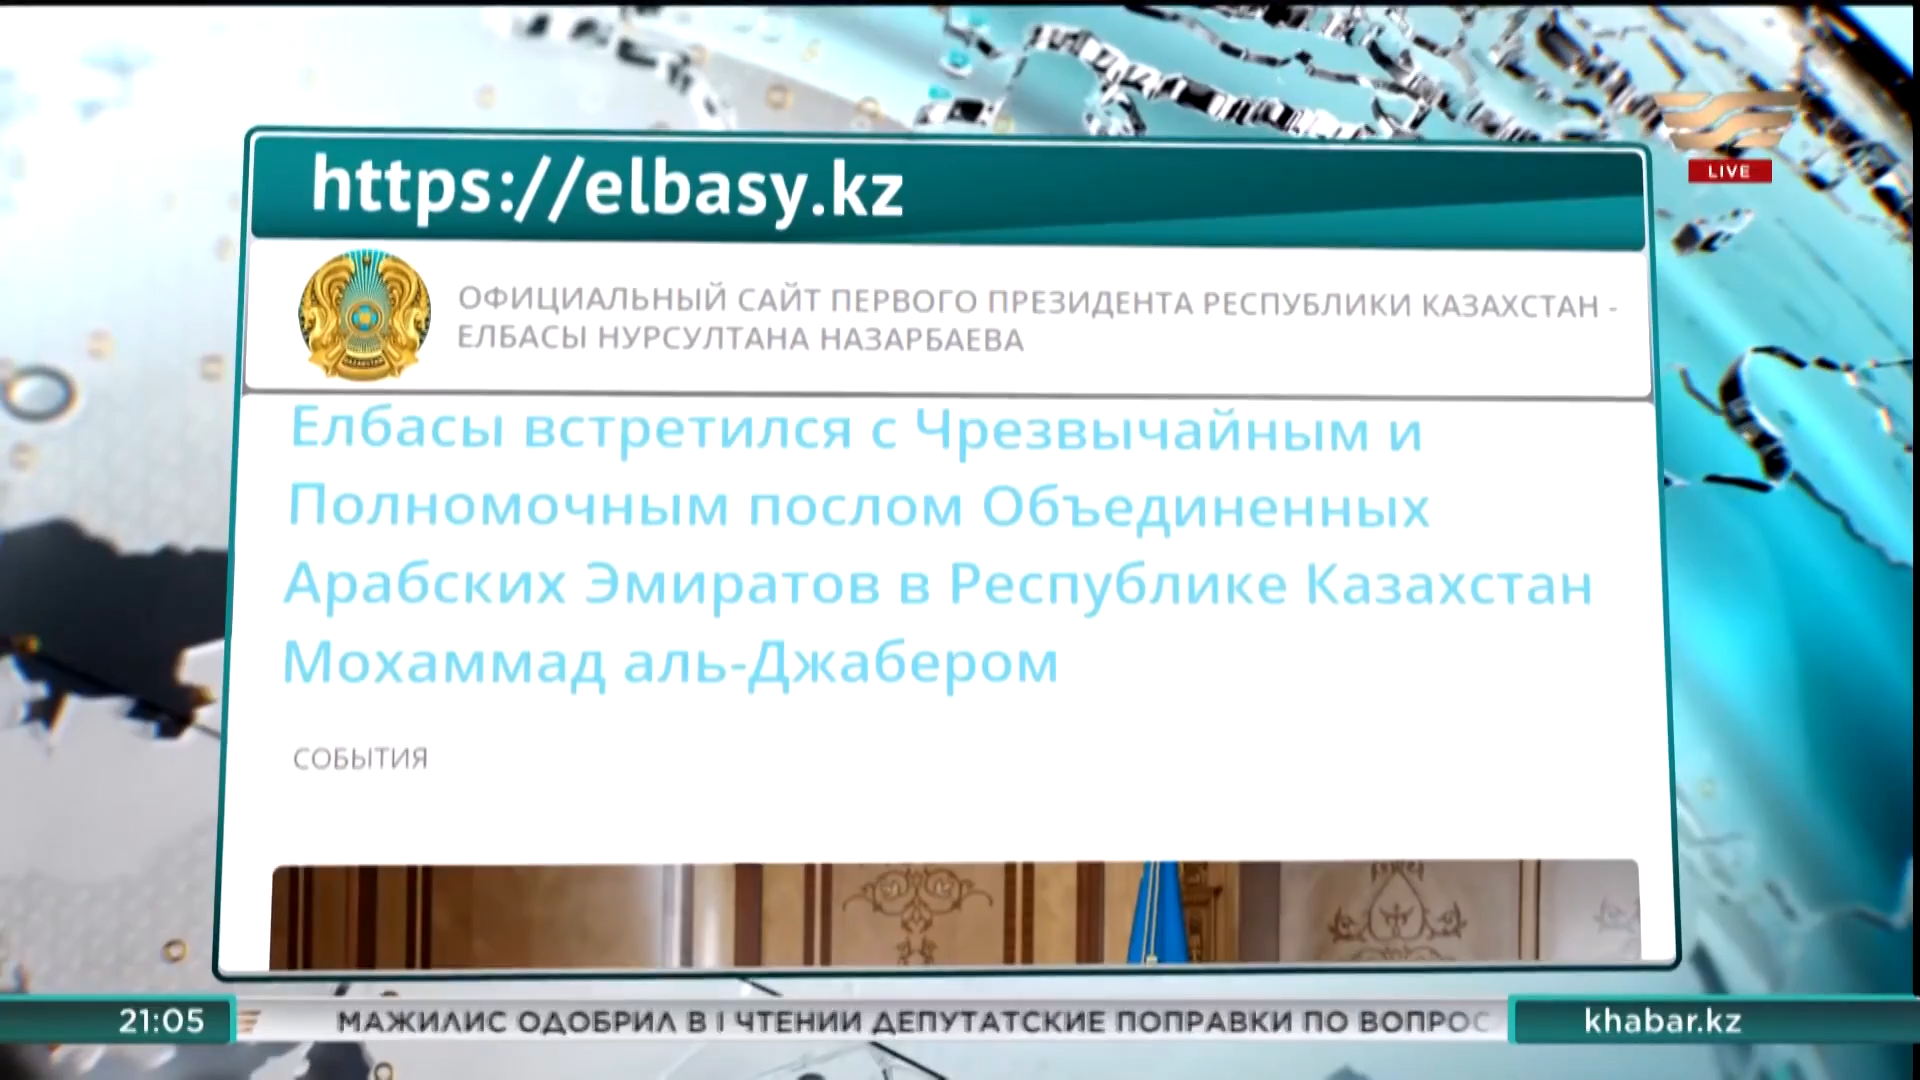 https://elbasy.kz
LIVE
ОФИЦИАЛЬНЫЙ САЙТ ПЕРВОГО ПРЕЗИДЕНТА РЕСПУБЛИКИ КАЗАХСТАН -
ЕЛБАСЫ НУРСУЛТАНА НАЗАРБАЕВА
Елбасы встретился с Чрезвычайным и
Полномочным послом Объединенных
Арабских Эмиратов в Республике Казахстан
Мохаммад аль-Джабером
СОБЫТИЯ
21:05
МАЖИЛИС ОДОБРИЛ В I ЧТЕНИИ ДЕПУТАТСКИЕ ПОПРАВКИ ПО ВОПРОС
khabar.kz